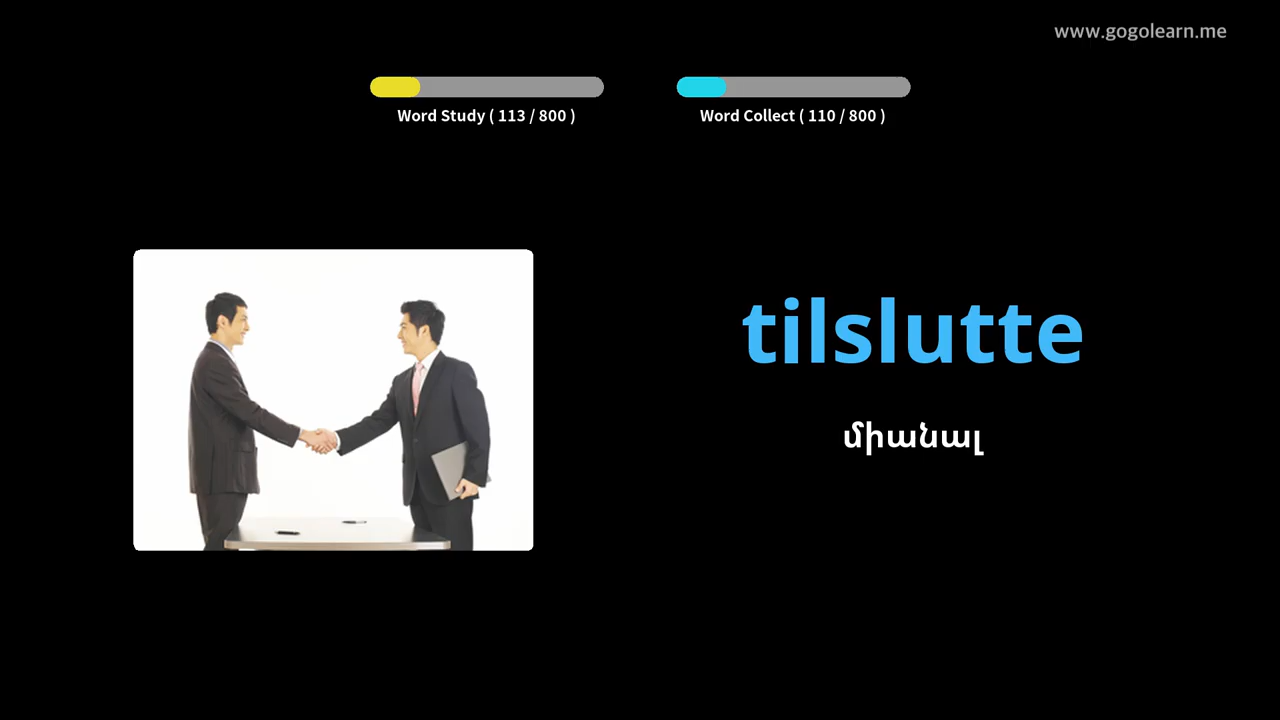 www.gogolearn.me
Word Study ( 113 / 800 )
Word Collect ( 110 / 800 )
tilslutte
միանալ